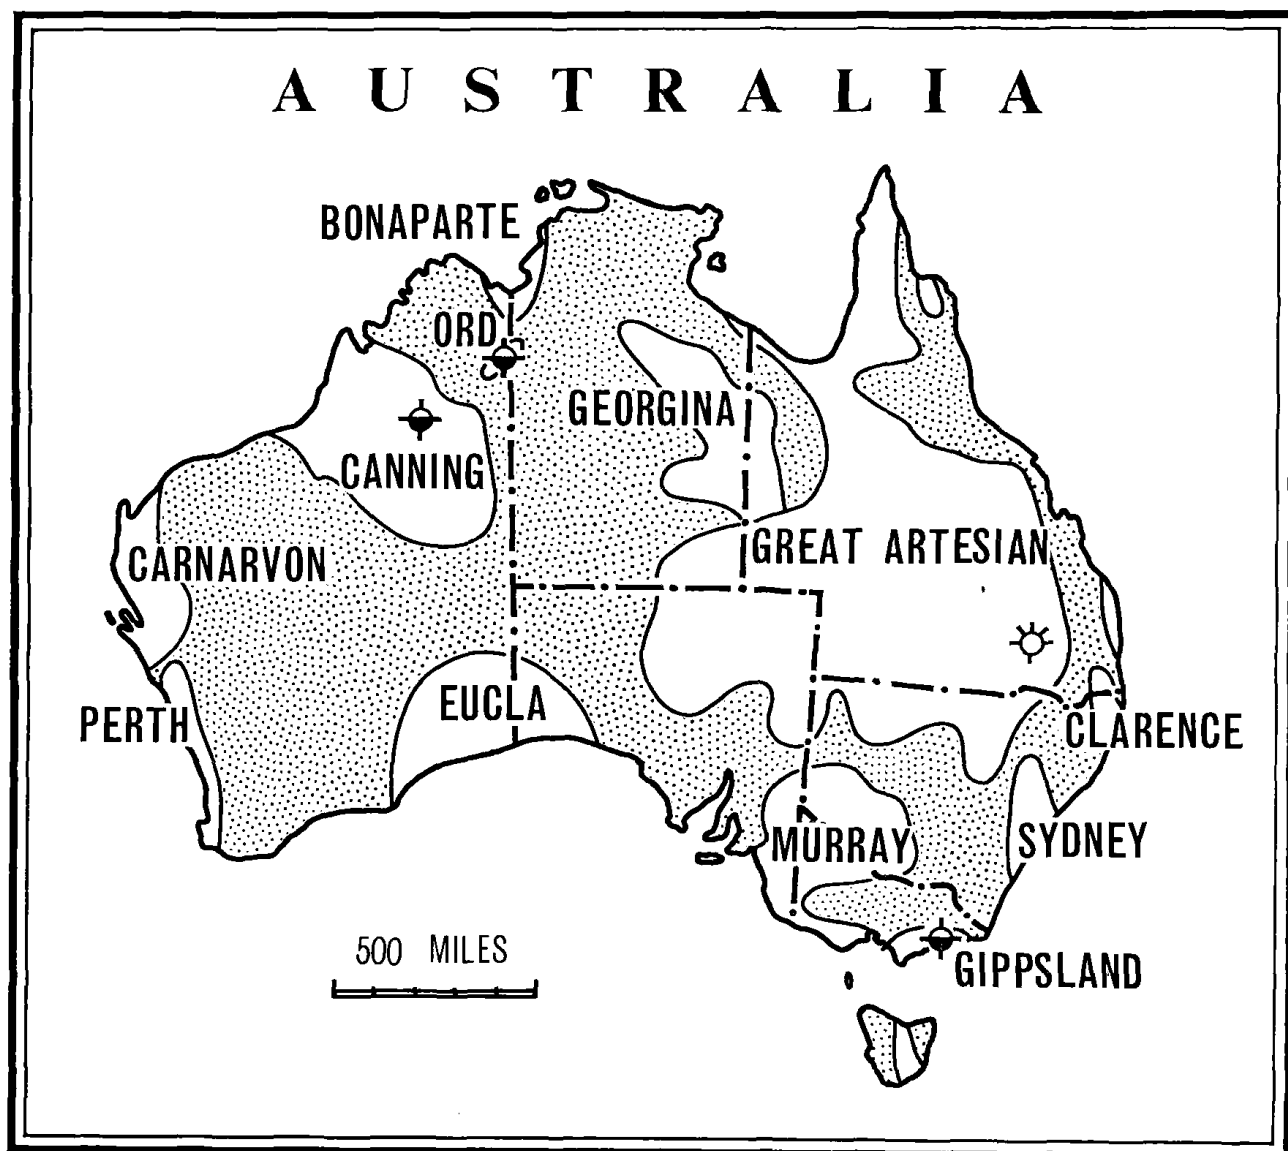 AUSTRALIA
BONAPARTE
ORD
GEORGINA
CANNING
GREAT ARTESIAN
CARNARVON
EUCLA
PERTH
CLARENCE
MURRAY
SYDNEY
500 MILES
GIPPSLAND